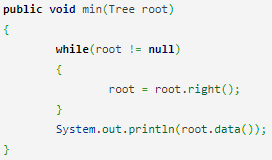 public void min(Tree root)
{
        while(root != null)
        {
                root = root.right();
        }
        System.out.println(root.data());
}